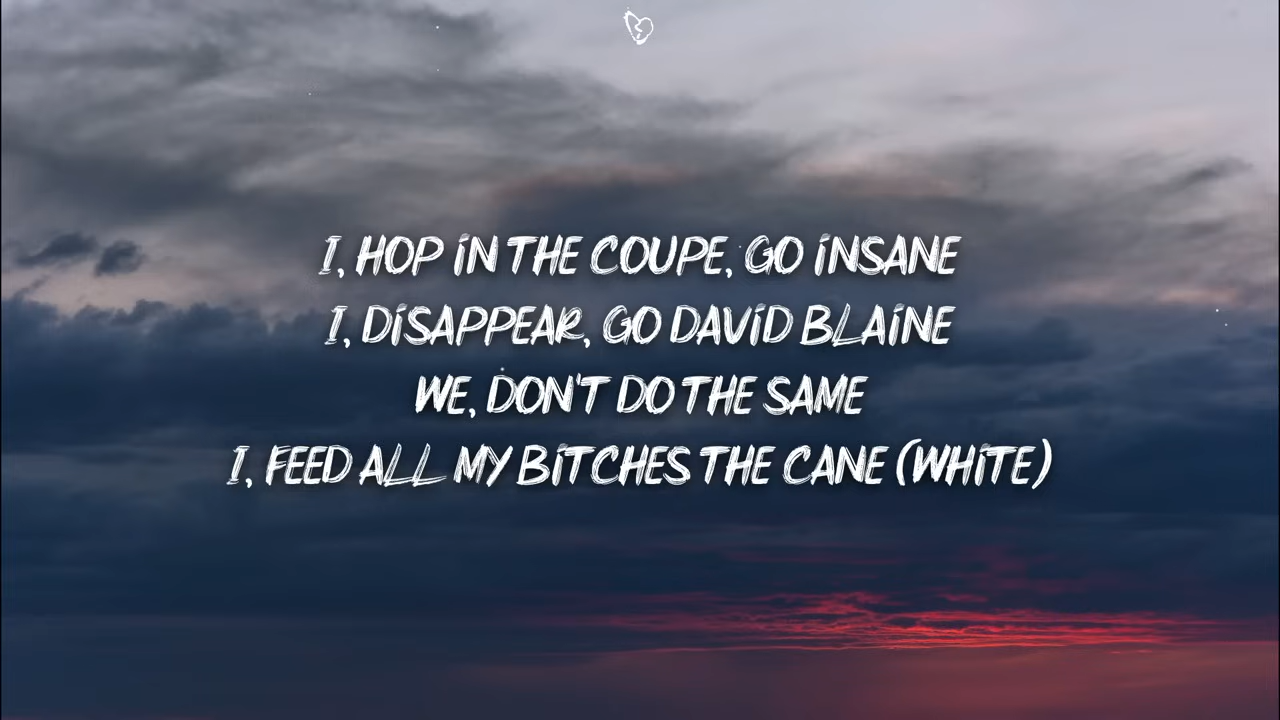 I, HOP IN THE COUPE, GO INSANE
I, DISAPPEAR, GO DAVID BLAINE
WE, DON'T DO THE SAME
I, FEED ALL MY BITCHES THE CANE (WHITE)